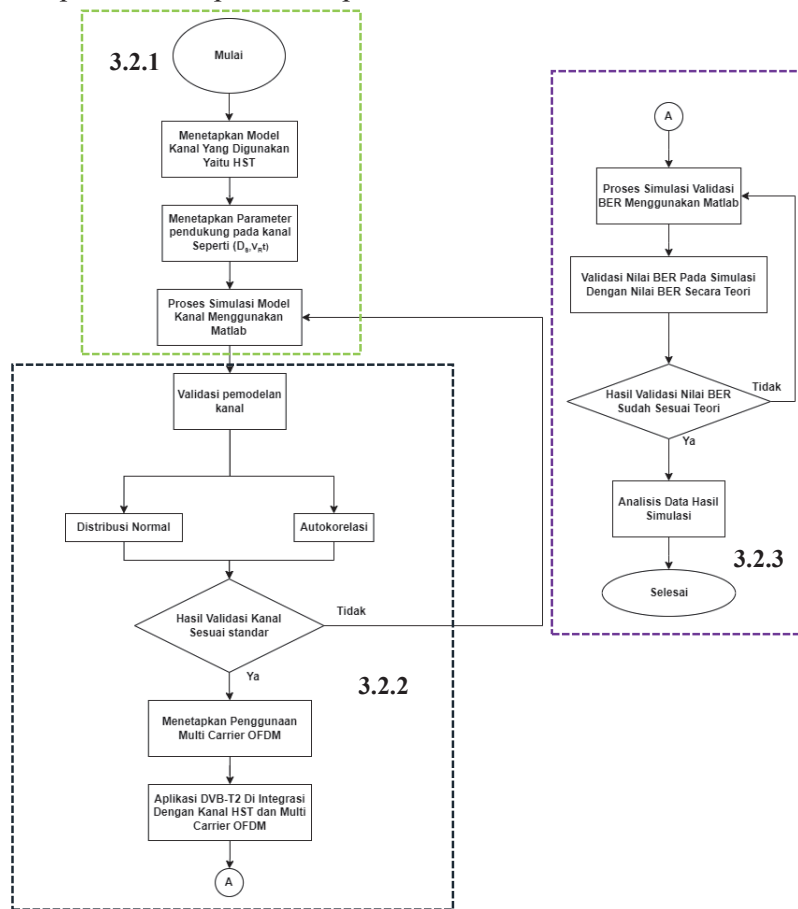 3.2.1
Mulai
Menetapkan Model
Kanal Yang Digunakan
Yaitu HST
Menetapkan Parameter
pendukung pada kanal
Seperti (Ds,vRt)
Proses Simulasi Model
Kanal Menggunakan
Matlab
Validasi pemodelan
kanal
Distribusi Normal
Autokorelasi
Hasil Validasi Kanal
Sesuai standar
Tidak
Ya
3.2.2
Menetapkan Penggunaan
Multi Carrier OFDM
Aplikasi DVB-T2 Di Integrasi
Dengan Kanal HST dan Multi
Carrier OFDM
A
A
Proses Simulasi Validasi
BER Menggunakan Matlab
Validasi Nilai BER Pada Simulasi
Dengan Nilai BER Secara Teori
Hasil Validasi Nilai BER
Sudah Sesuai Teori
Tidak
Ya
Analisis Data Hasil
Simulasi
3.2.3
Selesai